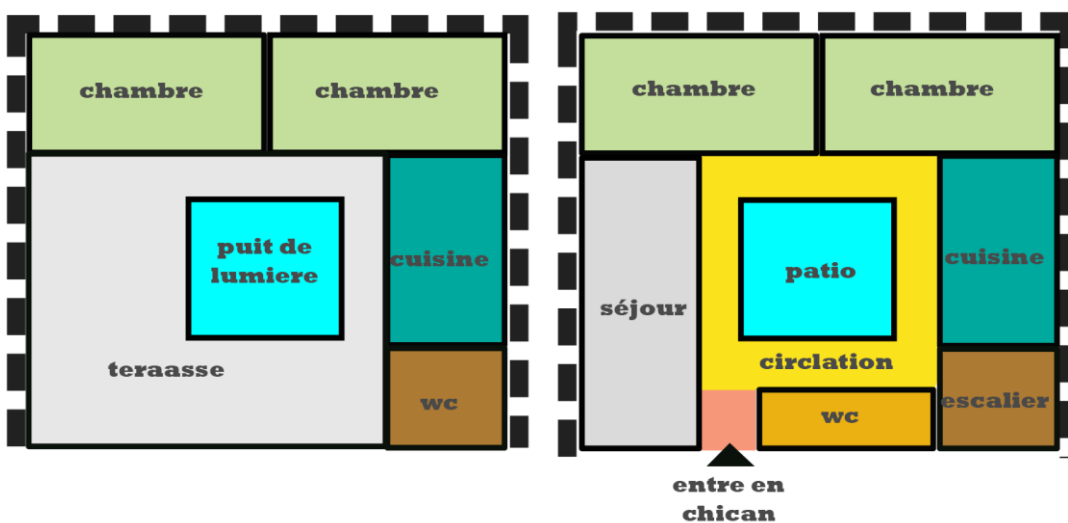 chambre
chambre
puit de
lumiere
cuisine
teraasse
wc
chambre
chambre
séjour
patio
cuisine
circlation
wc
escalier
entre en
chican